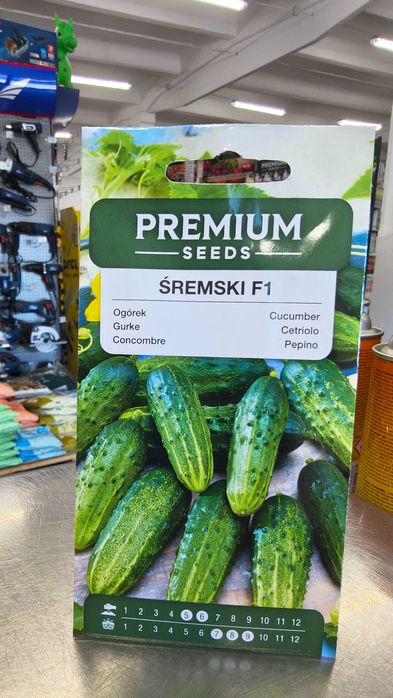 PREMIUM
SEEDS
ŚREMSKI F1
Ogórek
Gurke
Concombre
Cucumber
Cetriolo
Pepino
1 2 3 4 5 6 7 8 9 10 11 12
1 2 3 4 5 6 7 8 9 10 11 12